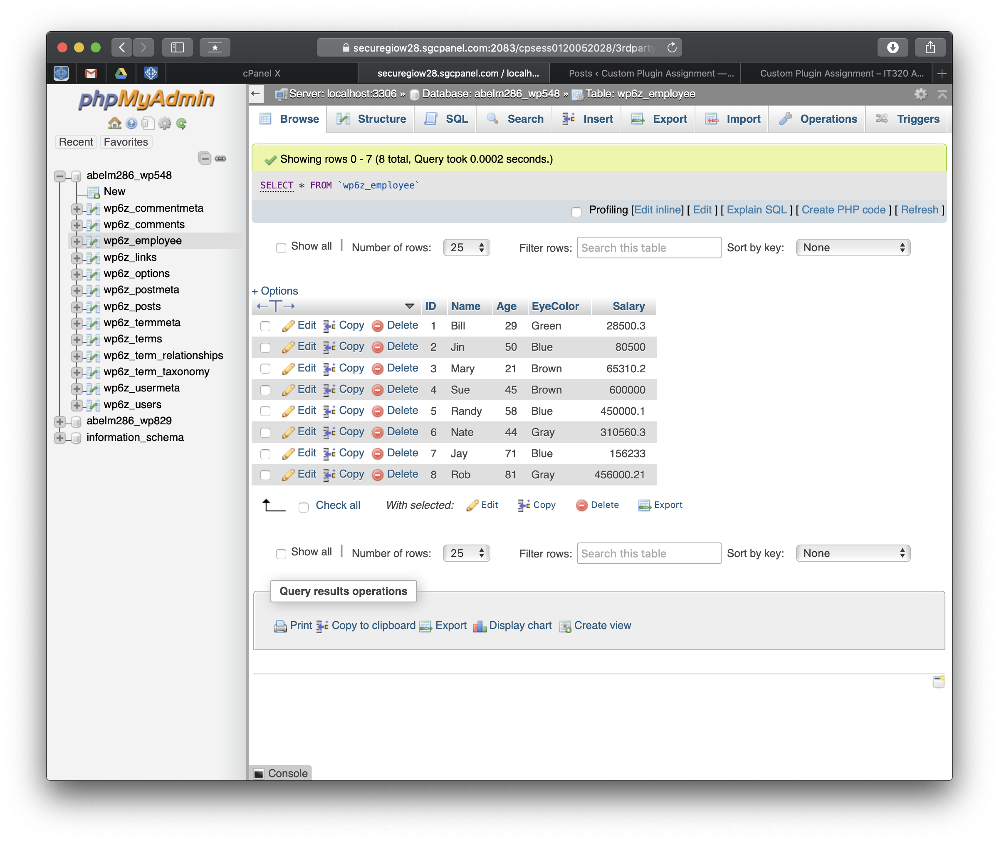 securegiow28.sgcpanel.com:2083/cpsess0120052028/3rdparty
cPanel X
securegiow28.sgcpanel.com / localh...
Posts ‹ Custom Plugin Assignment —...
Custom Plugin Assignment – IT320 A...
phpMyAdmin
Recent
Favorites
abelm286_wp548
New
wp6z_commentmeta
wp6z_comments
wp6z_employee
wp6z_links
wp6z_options
wp6z_postmeta
wp6z_posts
wp6z_termmeta
wp6z_terms
wp6z_term_relationships
wp6z_term_taxonomy
wp6z_usermeta
wp6z_users
abelm286_wp829
information_schema
Server: localhost:3306 » Database: abelm286_wp548 » Table: wp6z_employee
Browse Structure SQL Search Insert Export Import Operations Triggers
Showing rows 0 - 7 (8 total, Query took 0.0002 seconds.)
SELECT * FROM `wp6z_employee`
Profiling [Edit inline] [ Edit ] [ Explain SQL ] [ Create PHP code ] [ Refresh ]
Show all | Number of rows: 25 Filter rows: Search this table Sort by key: None
+ Options
←T→ ID Name Age EyeColor Salary
Edit Copy Delete 1 Bill 29 Green 28500.3
Edit Copy Delete 2 Jin 50 Blue 80500
Edit Copy Delete 3 Mary 21 Brown 65310.2
Edit Copy Delete 4 Sue 45 Brown 600000
Edit Copy Delete 5 Randy 58 Blue 450000.1
Edit Copy Delete 6 Nate 44 Gray 310560.3
Edit Copy Delete 7 Jay 71 Blue 156233
Edit Copy Delete 8 Rob 81 Gray 456000.21
Check all With selected: Edit Copy Delete Export
Show all | Number of rows: 25 Filter rows: Search this table Sort by key: None
Query results operations
Print Copy to clipboard Export Display chart Create view
Console